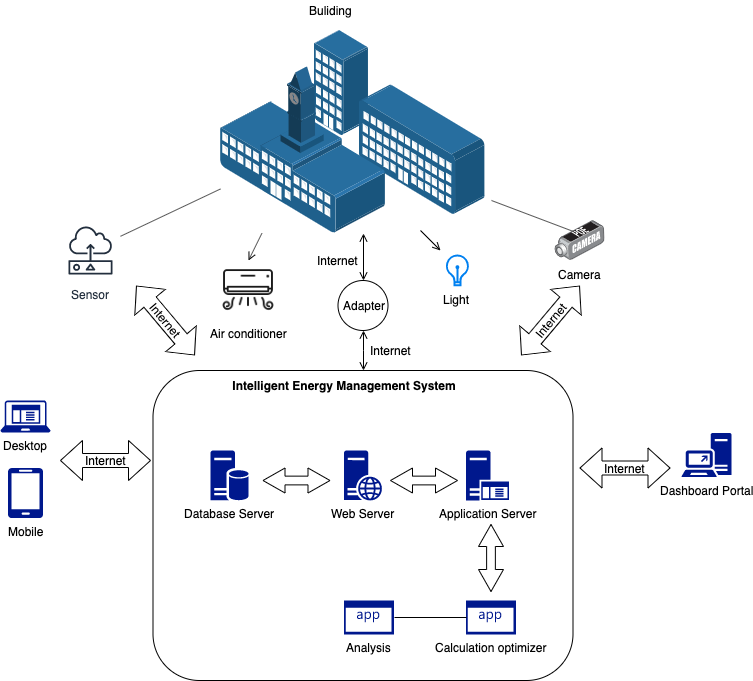 Buliding
POE
CAMERA
Internet
Sensor
Camera
Light
Adapter
Air conditioner
Internet
Internet
Internet
Intelligent Energy Management System
Desktop
Internet
Internet
Dashboard Portal
Mobile
Database Server
Web Server
Application Server
app
app
Analysis
Calculation optimizer